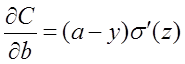 ∂C/∂b = (a − y)σ′(z)